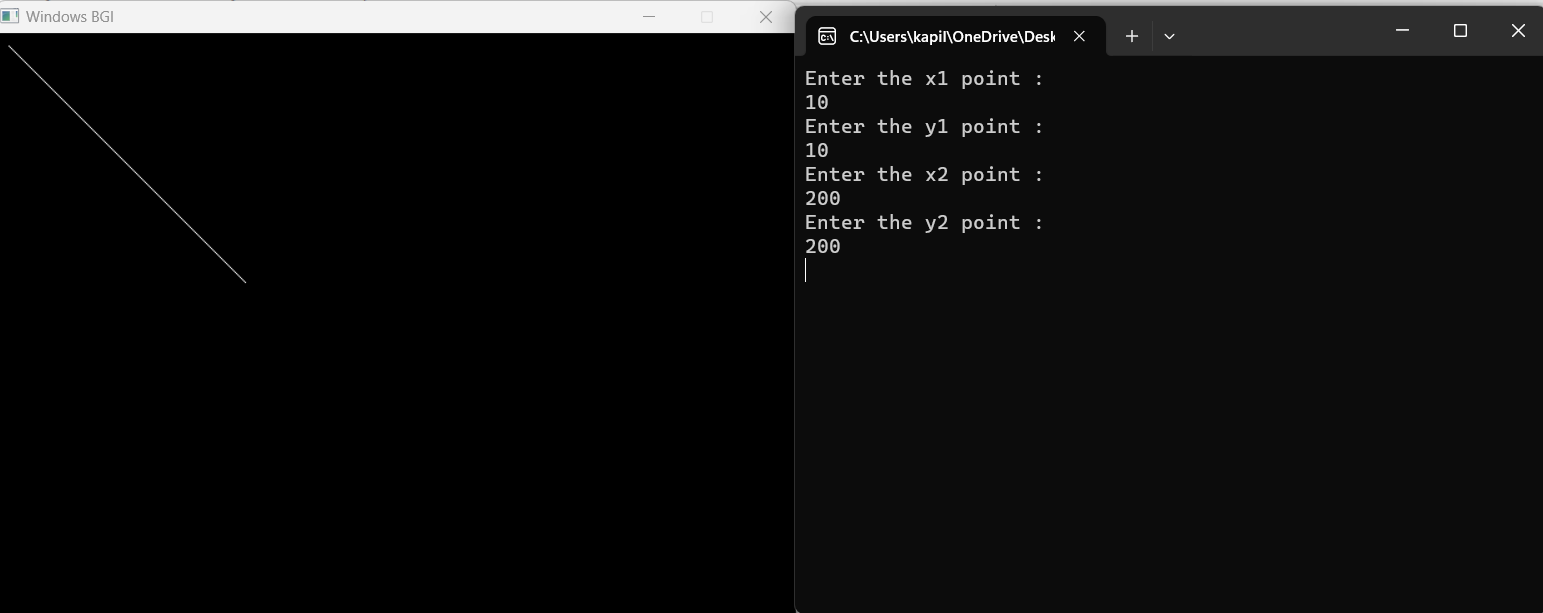 Windows BGI
C:\Users\kapil\OneDrive\Desk
Enter the x1 point :
10
Enter the y1 point :
10
Enter the x2 point :
200
Enter the y2 point :
200